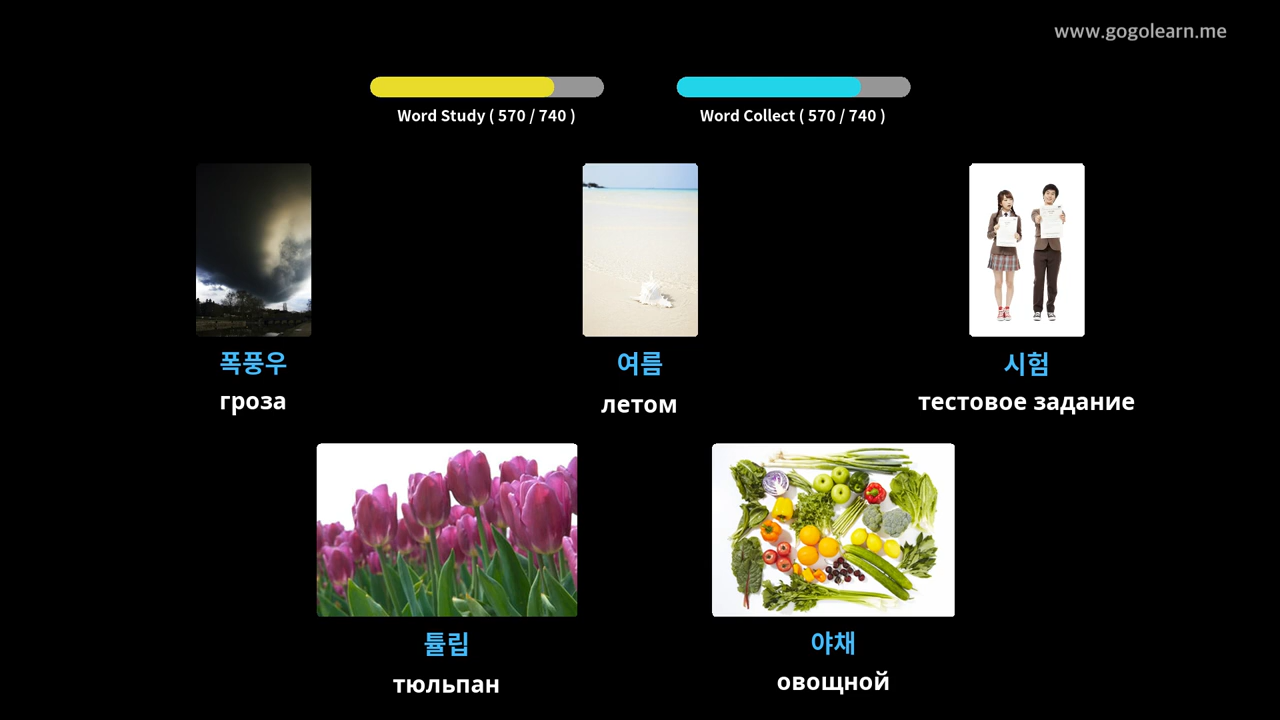 www.gogolearn.me
Word Study ( 570 / 740 )
Word Collect ( 570 / 740 )
폭풍우
гроза
여름
летом
시험
тестовое задание
튤립
тюльпан
야채
овощной